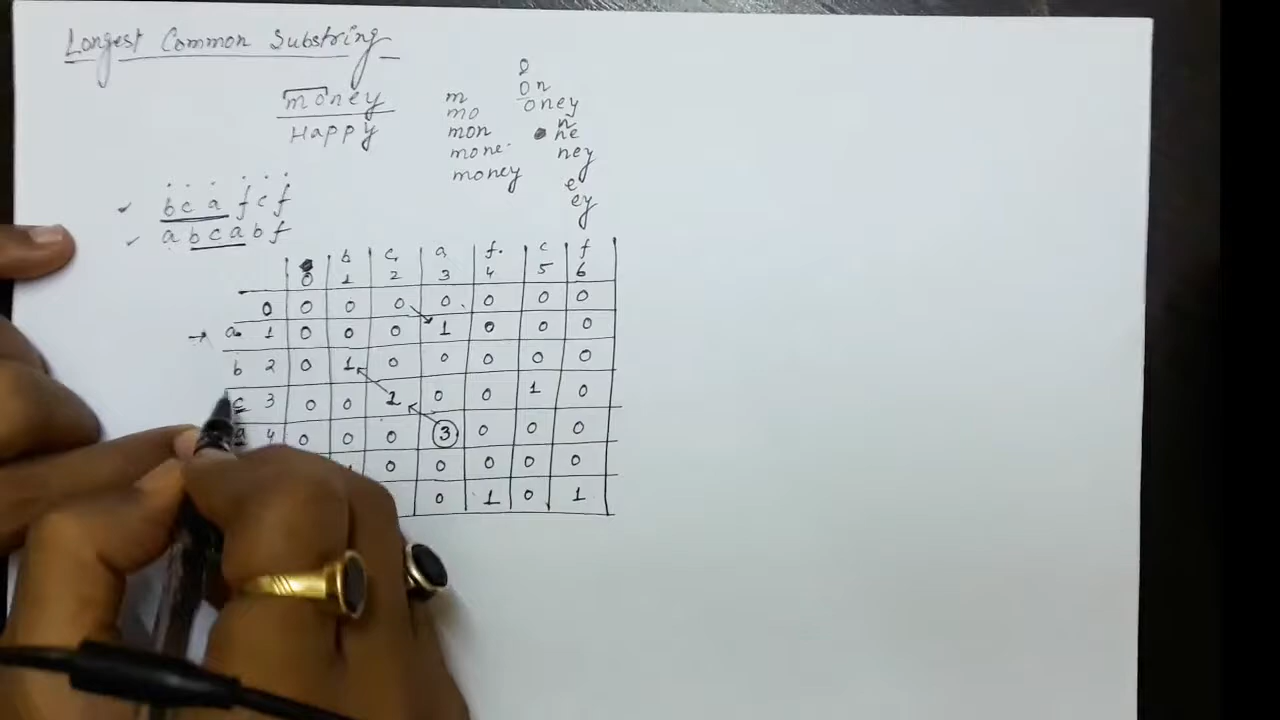 Longest Common Substring
money
Happy
m
mo
mon
mone
money
o
on
oney
n
ne
ney
e
ey
b c a f c f
a b c a b f
b c a f c f
0 1 2 3 4 5 6
0 0 0 0 0 0 0 0
→ a 1 0 0 0 1 0 0 0
b 2 0 1 0 0 0 0 0
c 3 0 0 2 0 0 1 0
a 4 0 0 0 3 0 0 0
0 0 0 0 0
0 1 0 1